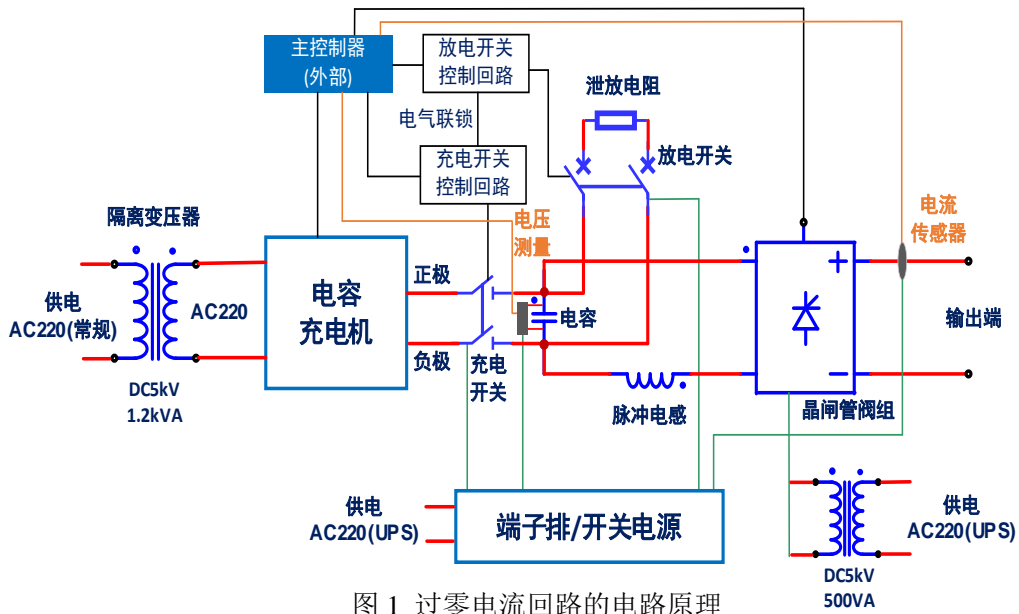 主控制器
(外部)
放电开关
控制回路
泄放电阻
电气联锁
放电开关
充电开关
控制回路
隔离变压器
电压
测量
电流
传感器
供电
AC220(常规)
AC220
电容
充电机
正极
负极
充电
开关
电容
输出端
DC5kV
1.2kVA
脉冲电感
晶闸管阀组
供电
AC220(UPS)
端子排/开关电源
供电
AC220(UPS)
DC5kV
500VA
图 1 过零电流回路的电路原理